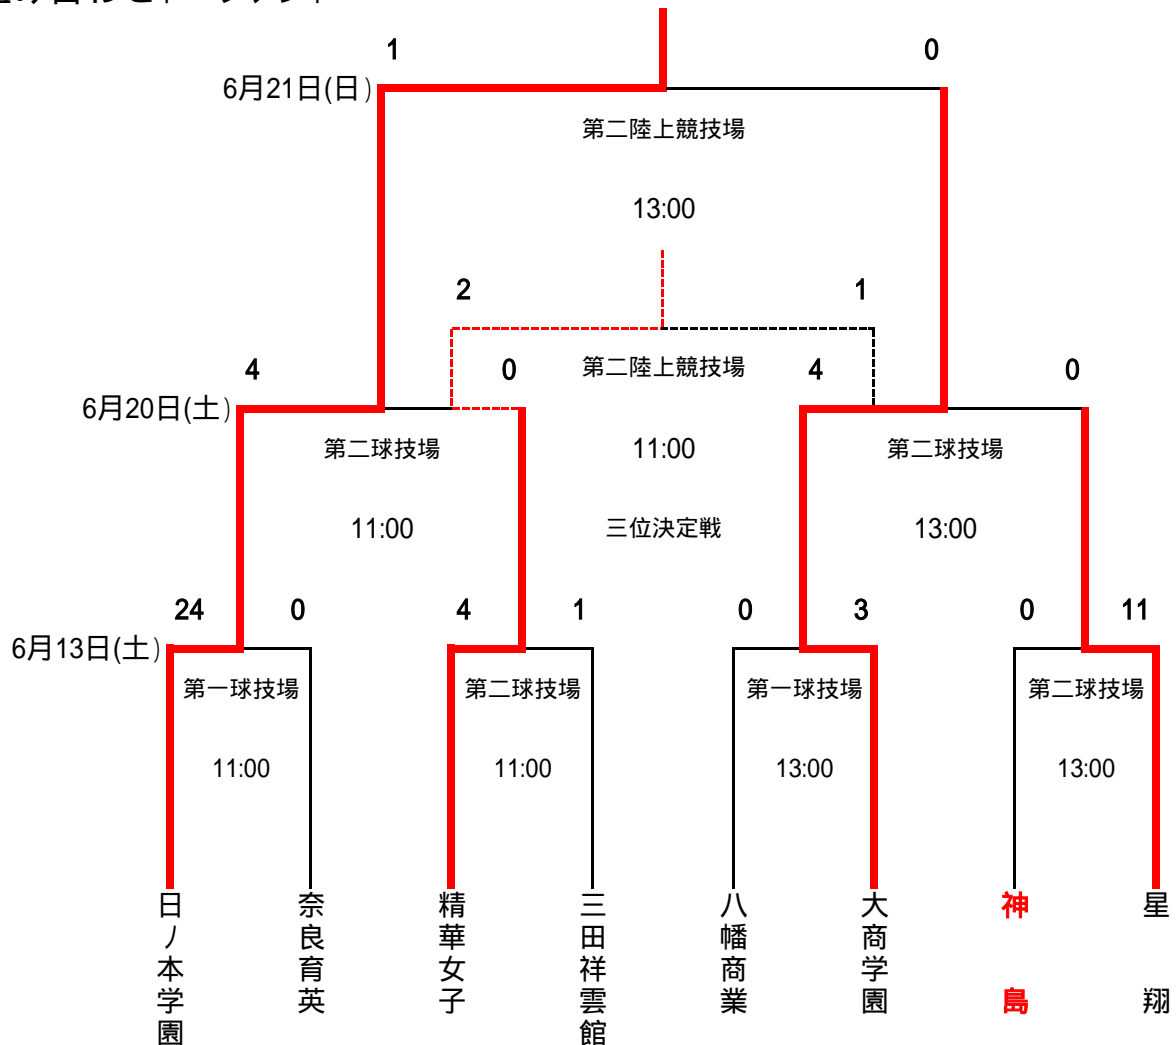 1 0
6月21日(日)
第二陸上競技場
13:00
2 1
4 0 第二陸上競技場 4 0
6月20日(土)
第二球技場 11:00 第二球技場
11:00 三位決定戦 13:00
24 0 4 1 0 3 0 11
6月13日(土)
第一球技場 第二球技場 第一球技場 第二球技場
11:00 11:00 13:00 13:00
日ノ本学園
奈良育英
精華女子
三田祥雲館
八幡商業
大商学園
神島
星翔